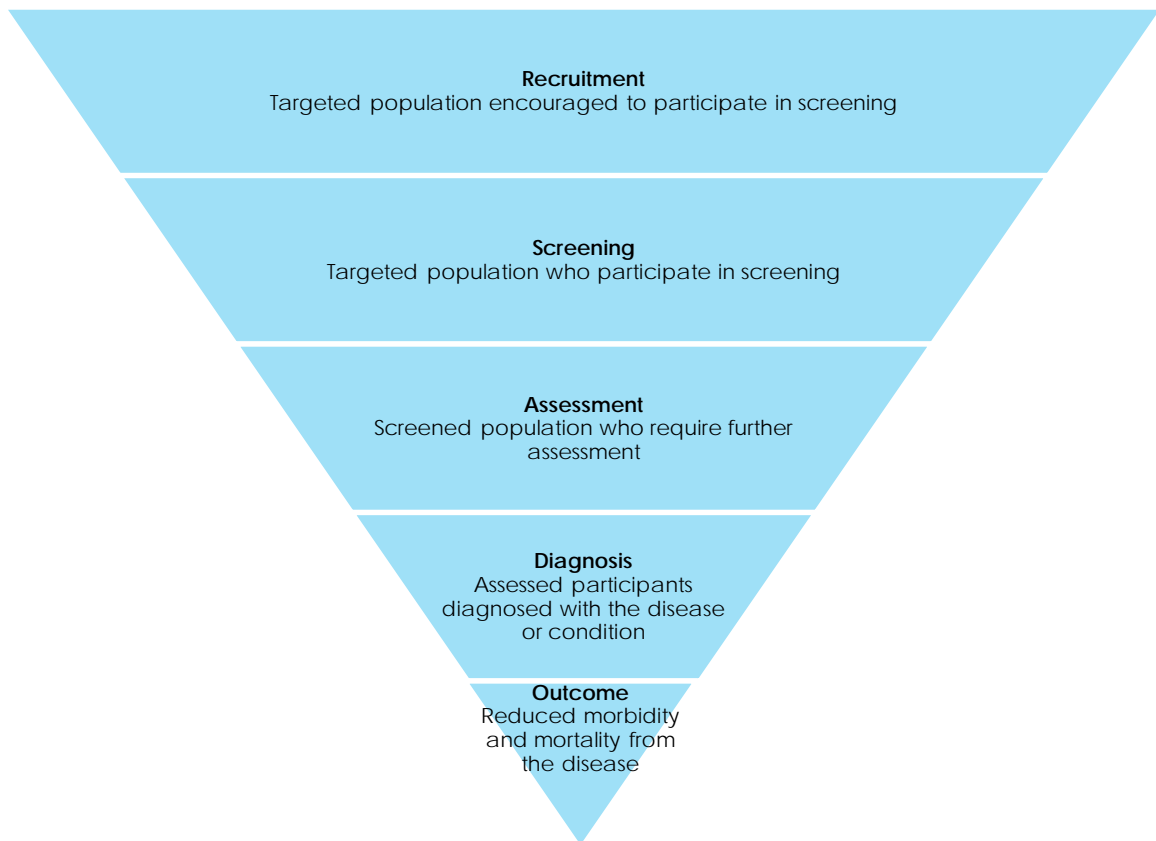 Recruitment
Targeted population encouraged to participate in screening
Screening
Targeted population who participate in screening
Assessment
Screened population who require further
assessment
Diagnosis
Assessed participants
diagnosed with the disease
or condition
Outcome
Reduced morbidity
and mortality from
the disease